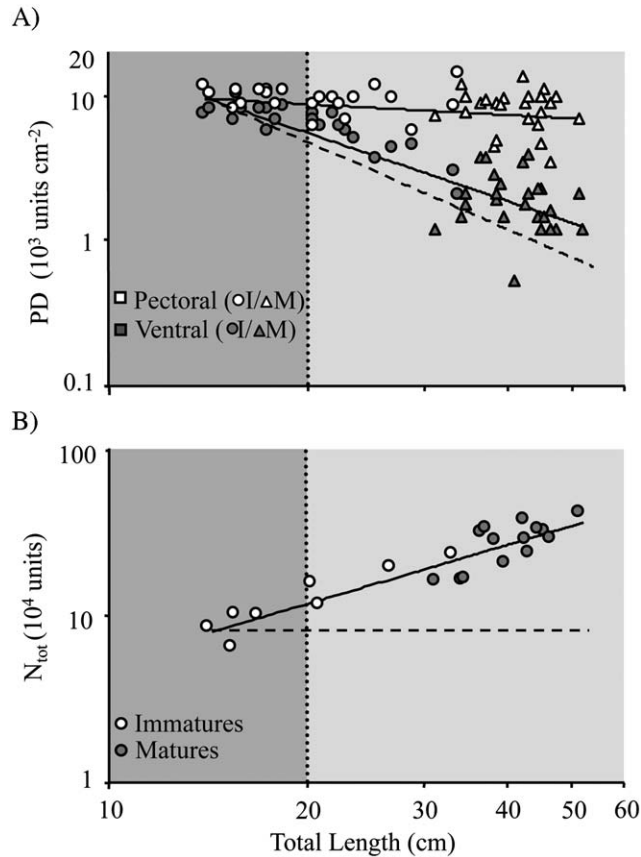 A)
20
10
1
0.1
PD (10³ units cm⁻²)
Pectoral (○I/△M)
Ventral (●I/▲M)
B)
100
10
1
Nₜₒₜ (10⁴ units)
Immatures
Matures
10 20 30 40 50 60
Total Length (cm)